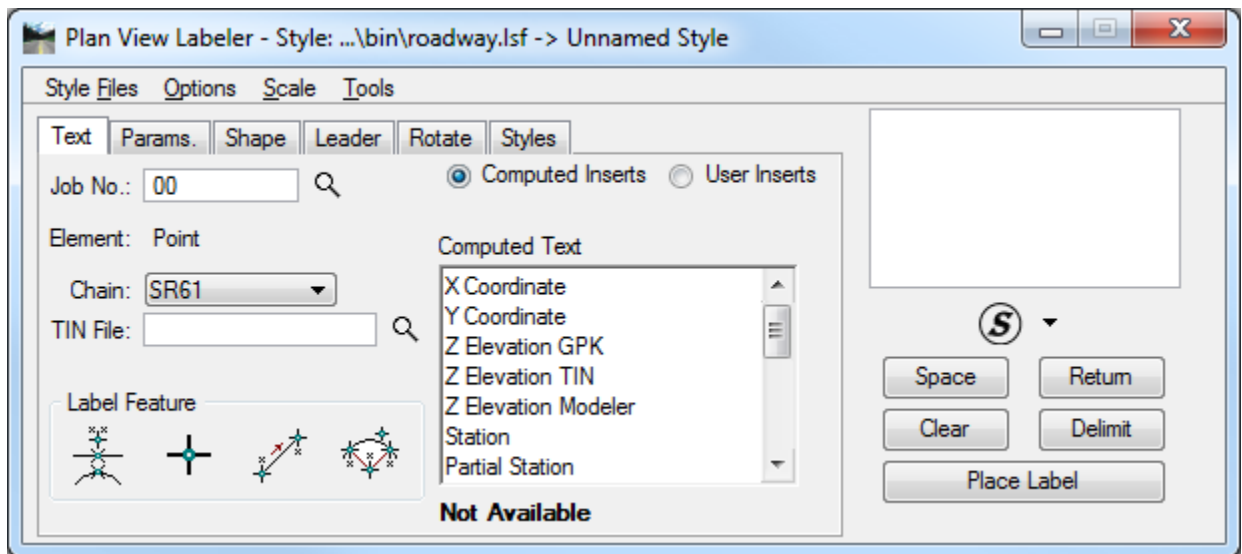 Plan View Labeler - Style: ...\bin\roadway.lsf -> Unnamed Style
Style Files Options Scale Tools
Text Params. Shape Leader Rotate Styles
Job No.: 00
Computed Inserts User Inserts
Element: Point
Chain: SR61
TIN File:
Label Feature
Computed Text
X Coordinate
Y Coordinate
Z Elevation GPK
Z Elevation TIN
Z Elevation Modeler
Station
Partial Station
Not Available
S
Space Return
Clear Delimit
Place Label